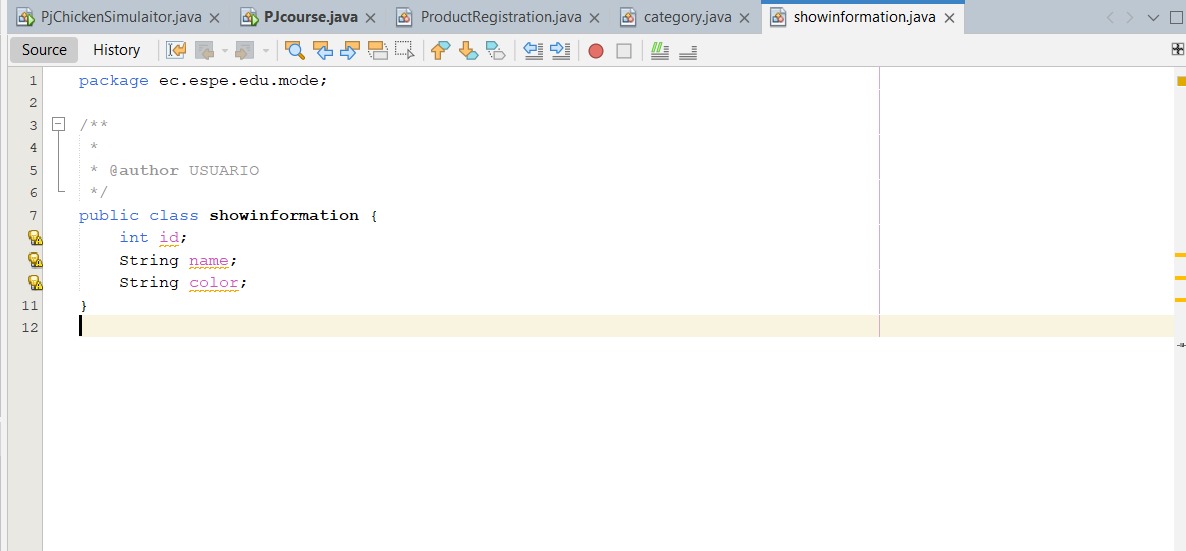 PjChickenSimulaitor.java PJcourse.java ProductRegistration.java category.java showinformation.java
Source History
1 package ec.espe.edu.mode;
2
3 /**
4 *
5 * @author USUARIO
6 */
7 public class showinformation {
int id;
String name;
String color;
11 }
12